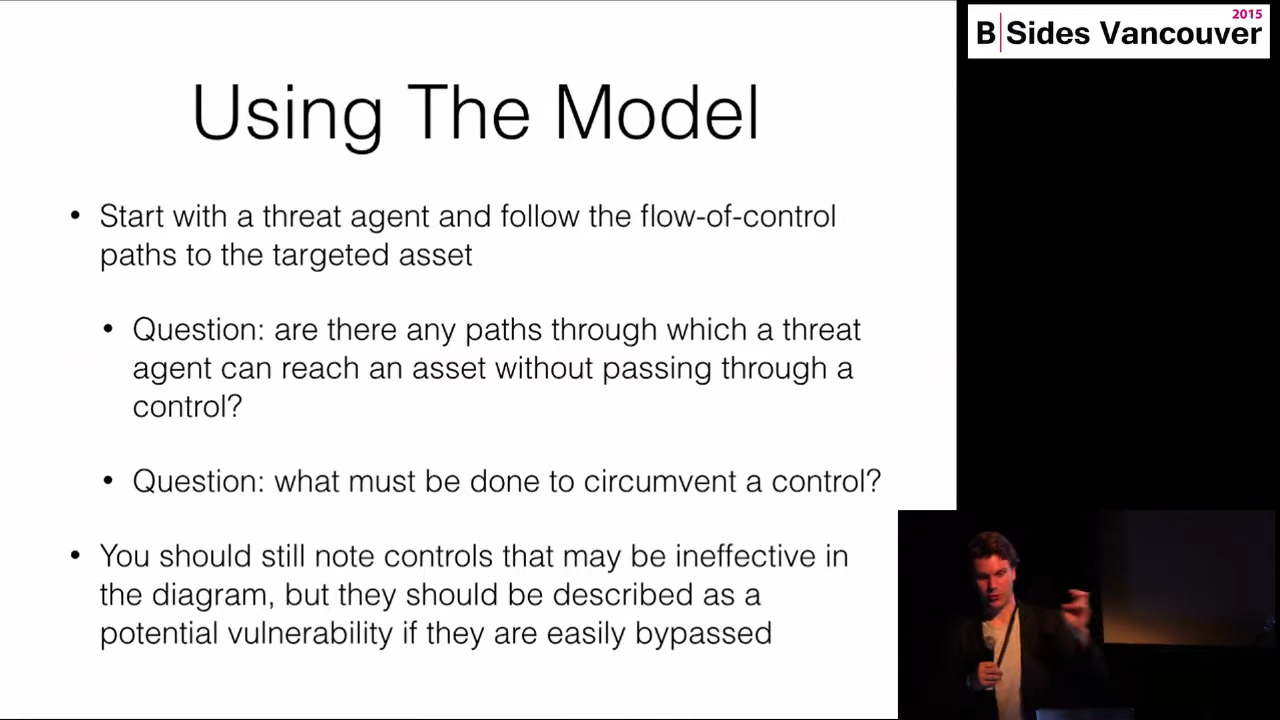 2015
B Sides Vancouver
Using The Model
• Start with a threat agent and follow the flow-of-control
paths to the targeted asset
• Question: are there any paths through which a threat
agent can reach an asset without passing through a
control?
• Question: what must be done to circumvent a control?
• You should still note controls that may be ineffective in
the diagram, but they should be described as a
potential vulnerability if they are easily bypassed